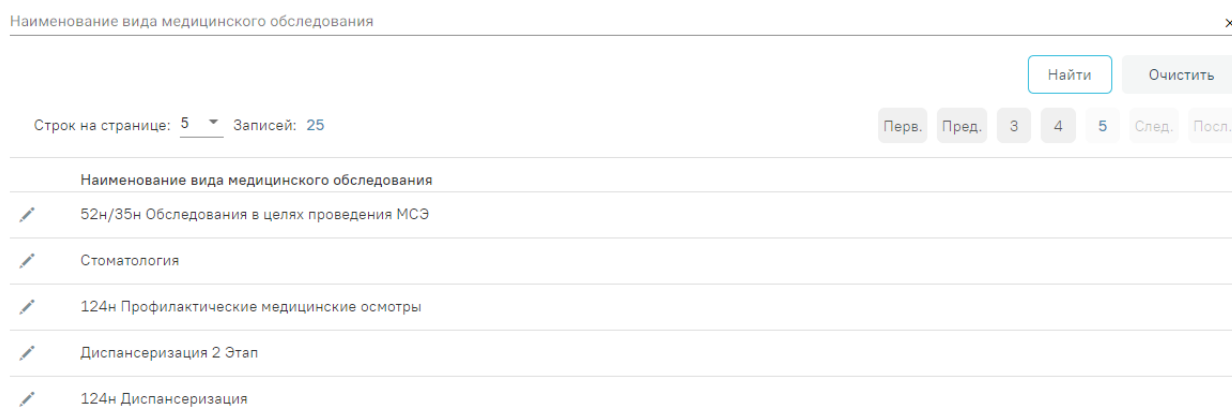 Наименование вида медицинского обследования ×
Найти Очистить
Строк на странице: 5 Записей: 25 Перв. Пред. 3 4 5 След. Посл.
Наименование вида медицинского обследования
52н/35н Обследования в целях проведения МСЭ
Стоматология
124н Профилактические медицинские осмотры
Диспансеризация 2 Этап
124н Диспансеризация